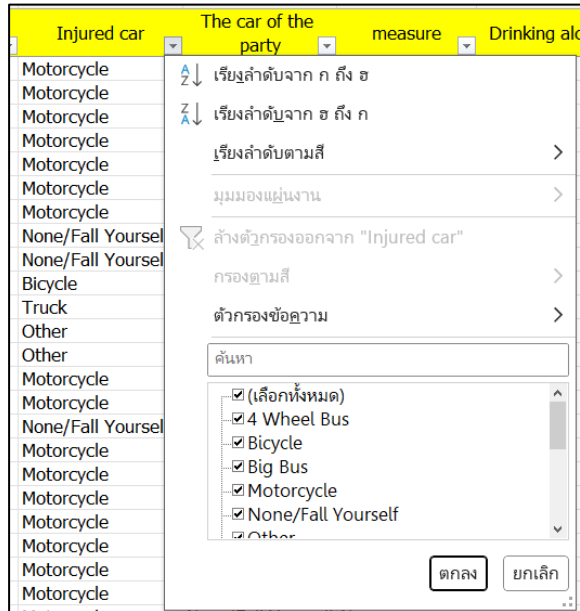 Injured car
The car of the
party
measure
Drinking alc
Motorcycle
Motorcycle
Motorcycle
Motorcycle
Motorcycle
Motorcycle
Motorcycle
None/Fall Yoursel
None/Fall Yoursel
Bicycle
Truck
Other
Other
Motorcycle
Motorcycle
None/Fall Yoursel
Motorcycle
Motorcycle
Motorcycle
Motorcycle
Motorcycle
Motorcycle
Motorcycle
เรียงลำดับจาก ก ถึง ฮ
เรียงลำดับจาก ฮ ถึง ก
เรียงลำดับตามสี
มุมมองแผ่นงาน
ล้างตัวกรองออกจาก "Injured car"
กรองตามสี
ตัวกรองข้อความ
ค้นหา
(เลือกทั้งหมด)
4 Wheel Bus
Bicycle
Big Bus
Motorcycle
None/Fall Yourself
Other
ตกลง
ยกเลิก